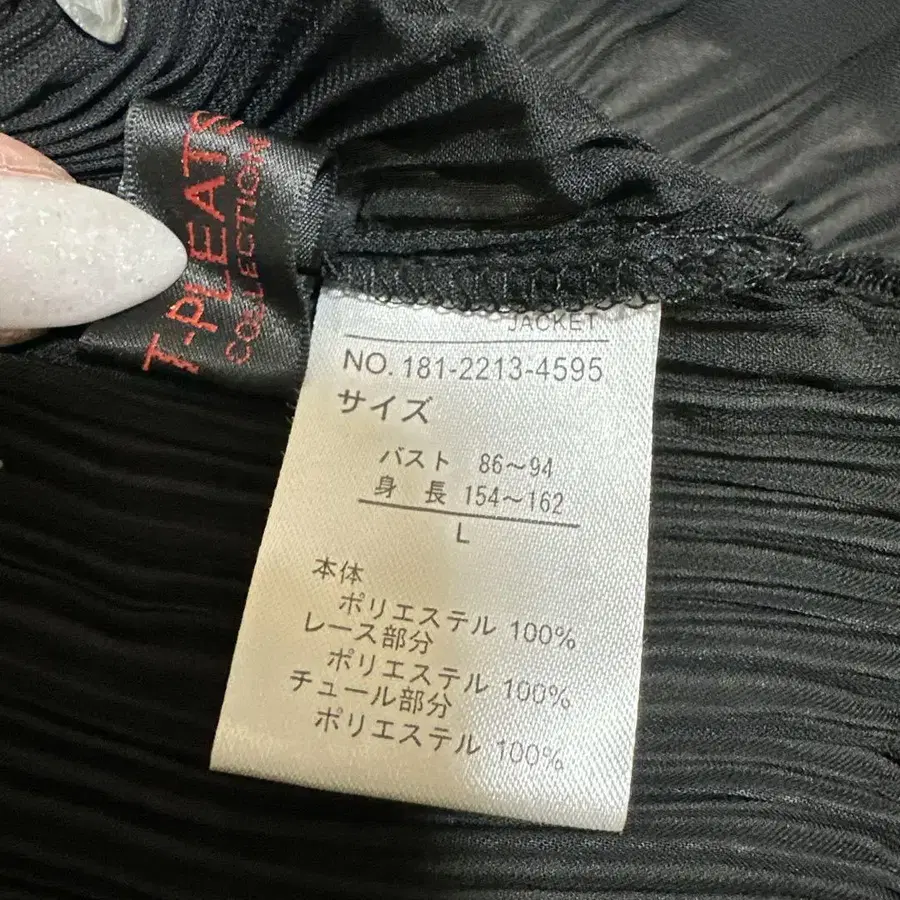 T-PLEATS
COLLECTION
JACKET
NO. 181-2213-4595
サイズ
バスト 86～94
身 長 154～162
L
本体
ポリエステル 100%
レース部分
ポリエステル 100%
チュール部分
ポリエステル 100%